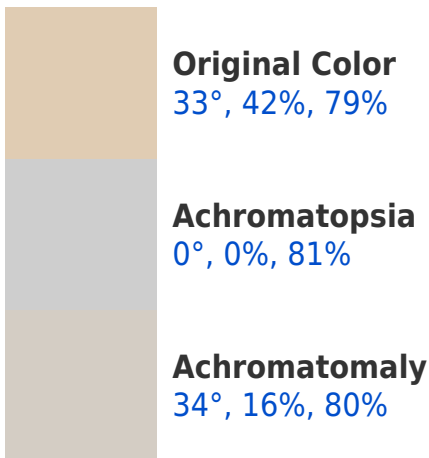 Original Color
33°, 42%, 79%
Achromatopsia
0°, 0%, 81%
Achromatomaly
34°, 16%, 80%